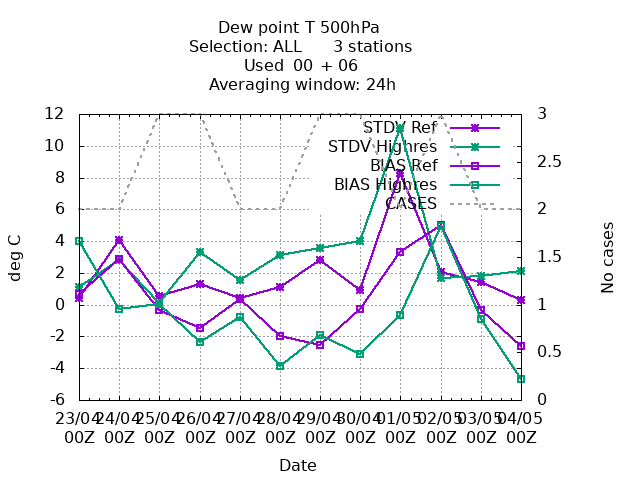 Dew point T 500hPa
Selection: ALL 3 stations
Used 00 + 06
Averaging window: 24h
STDV Ref
STDV Highres
BIAS Ref
BIAS Highres
CASES
deg C
12
10
8
6
4
2
0
-2
-4
-6
3
2.5
2
1.5
1
0.5
0
No cases
23/04 24/04 25/04 26/04 27/04 28/04 29/04 30/04 01/05 02/05 03/05 04/05
00Z 00Z 00Z 00Z 00Z 00Z 00Z 00Z 00Z 00Z 00Z 00Z
Date